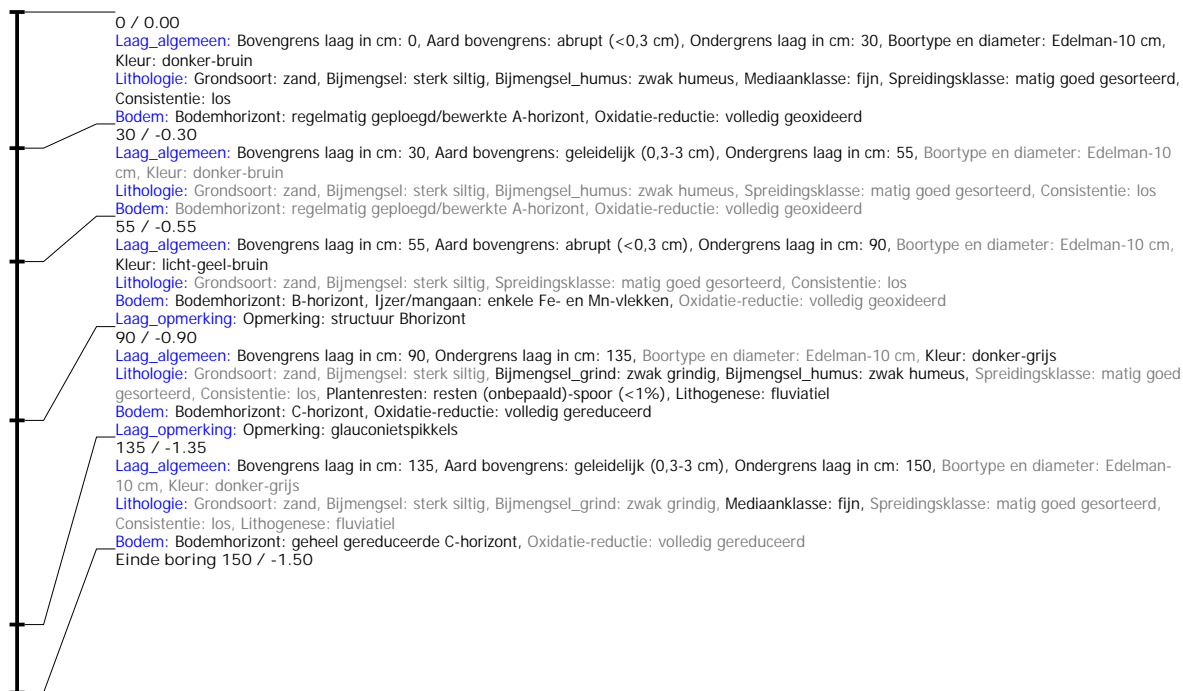 0 / 0.00
Laag_algemeen: Bovengrens laag in cm: 0, Aard bovengrens: abrupt (<0,3 cm), Ondergrens laag in cm: 30, Boortype en diameter: Edelman-10 cm,
Kleur: donker-bruin
Lithologie: Grondsoort: zand, Bijmengsel: sterk siltig, Bijmengsel_humus: zwak humeus, Mediaanklasse: fijn, Spreidingsklasse: matig goed gesorteerd,
Consistentie: los
Bodem: Bodemhorizont: regelmatig geploegd/bewerkte A-horizont, Oxidatie-reductie: volledig geoxideerd
30 / -0.30
Laag_algemeen: Bovengrens laag in cm: 30, Aard bovengrens: geleidelijk (0,3-3 cm), Ondergrens laag in cm: 55, Boortype en diameter: Edelman-10
cm, Kleur: donker-bruin
Lithologie: Grondsoort: zand, Bijmengsel: sterk siltig, Bijmengsel_humus: zwak humeus, Spreidingsklasse: matig goed gesorteerd, Consistentie: los
Bodem: Bodemhorizont: regelmatig geploegd/bewerkte A-horizont, Oxidatie-reductie: volledig geoxideerd
55 / -0.55
Laag_algemeen: Bovengrens laag in cm: 55, Aard bovengrens: abrupt (<0,3 cm), Ondergrens laag in cm: 90, Boortype en diameter: Edelman-10 cm,
Kleur: licht-geel-bruin
Lithologie: Grondsoort: zand, Bijmengsel: sterk siltig, Spreidingsklasse: matig goed gesorteerd, Consistentie: los
Bodem: Bodemhorizont: B-horizont, Ijzer/mangaan: enkele Fe- en Mn-vlekken, Oxidatie-reductie: volledig geoxideerd
Laag_opmerking: Opmerking: structuur Bhorizont
90 / -0.90
Laag_algemeen: Bovengrens laag in cm: 90, Ondergrens laag in cm: 135, Boortype en diameter: Edelman-10 cm, Kleur: donker-grijs
Lithologie: Grondsoort: zand, Bijmengsel: sterk siltig, Bijmengsel_grind: zwak grindig, Bijmengsel_humus: zwak humeus, Spreidingsklasse: matig goed
gesorteerd, Consistentie: los, Plantenresten: resten (onbepaald)-spoor (<1%), Lithogenese: fluviatiel
Bodem: Bodemhorizont: C-horizont, Oxidatie-reductie: volledig gereduceerd
Laag_opmerking: Opmerking: glauconietspikkels
135 / -1.35
Laag_algemeen: Bovengrens laag in cm: 135, Aard bovengrens: geleidelijk (0,3-3 cm), Ondergrens laag in cm: 150, Boortype en diameter: Edelman-
10 cm, Kleur: donker-grijs
Lithologie: Grondsoort: zand, Bijmengsel: sterk siltig, Bijmengsel_grind: zwak grindig, Mediaanklasse: fijn, Spreidingsklasse: matig goed gesorteerd,
Consistentie: los, Lithogenese: fluviatiel
Bodem: Bodemhorizont: geheel gereduceerde C-horizont, Oxidatie-reductie: volledig gereduceerd
Einde boring 150 / -1.50